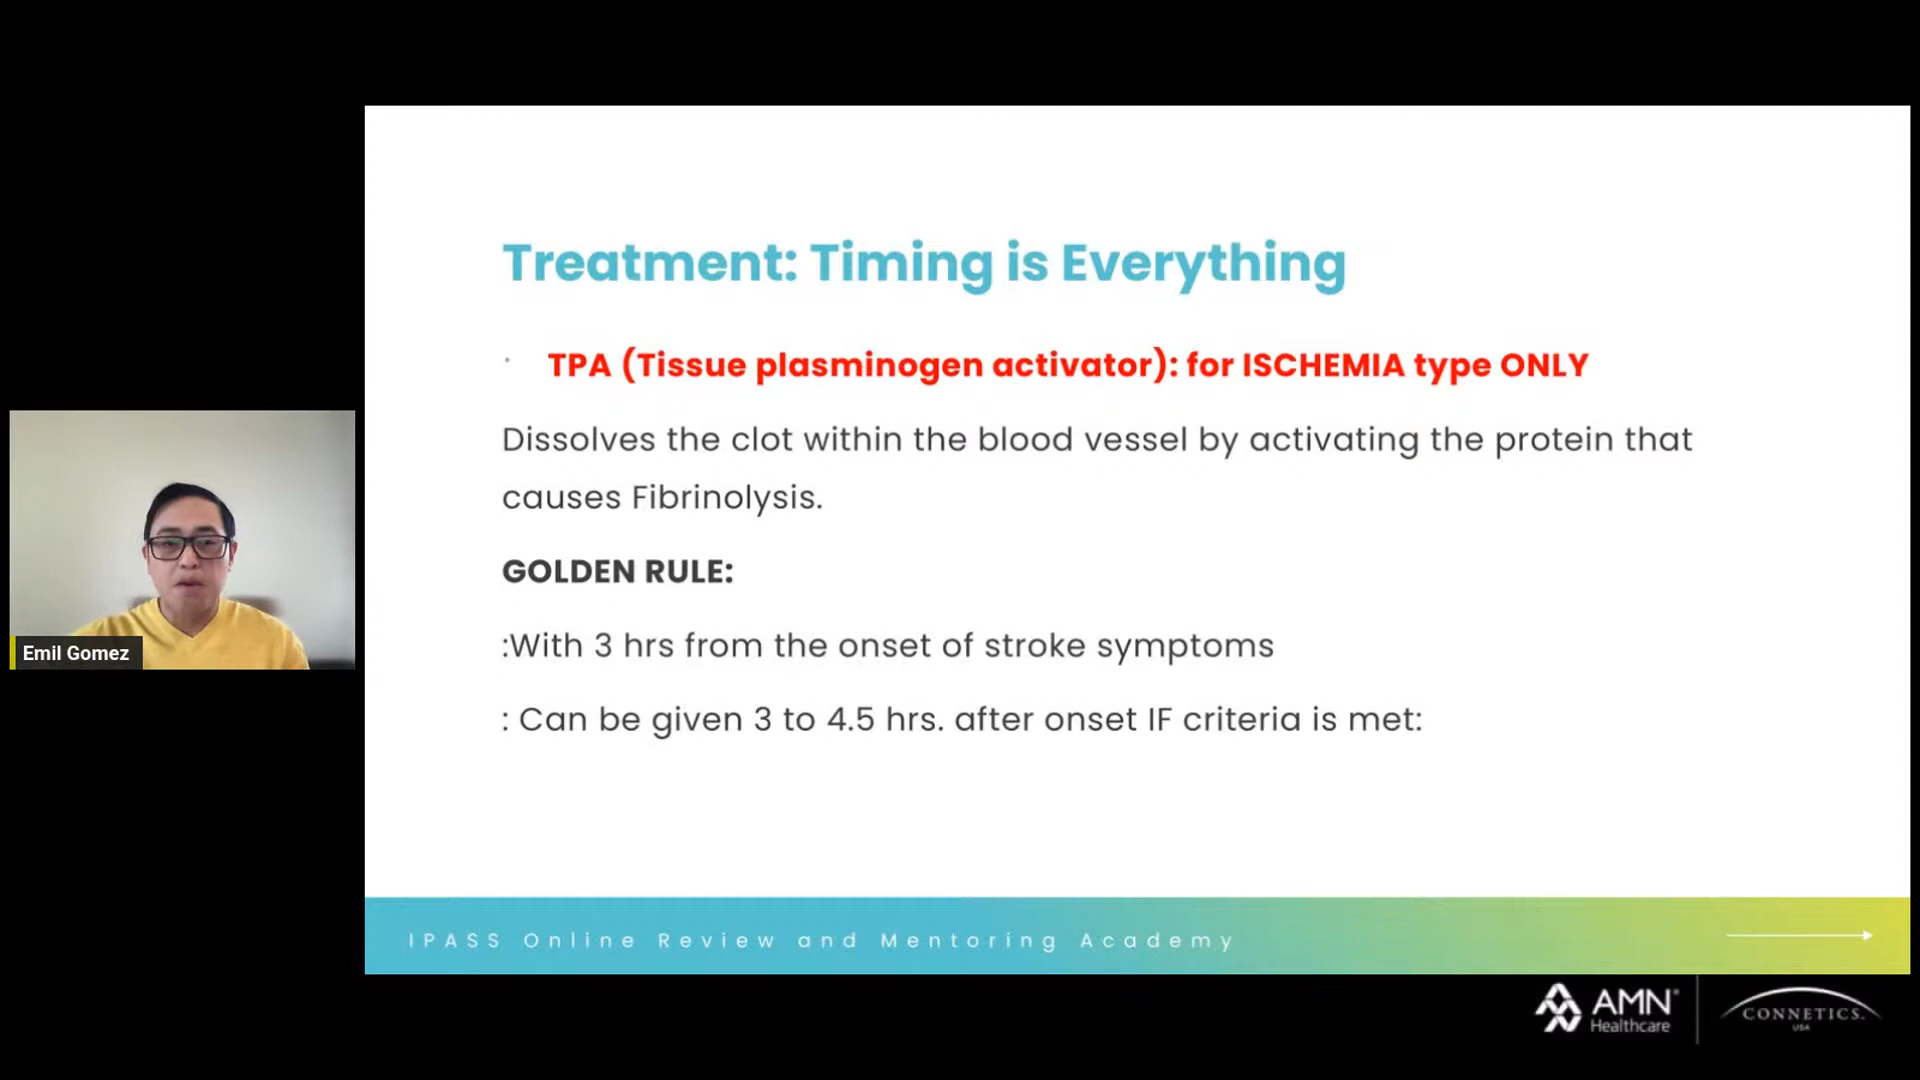 Treatment: Timing is Everything
· TPA (Tissue plasminogen activator): for ISCHEMIA type ONLY
Dissolves the clot within the blood vessel by activating the protein that
causes Fibrinolysis.
GOLDEN RULE:
:With 3 hrs from the onset of stroke symptoms
: Can be given 3 to 4.5 hrs. after onset IF criteria is met:
Emil Gomez
IPASS Online Review and Mentoring Academy
AMN
Healthcare
CONNETICS
USA